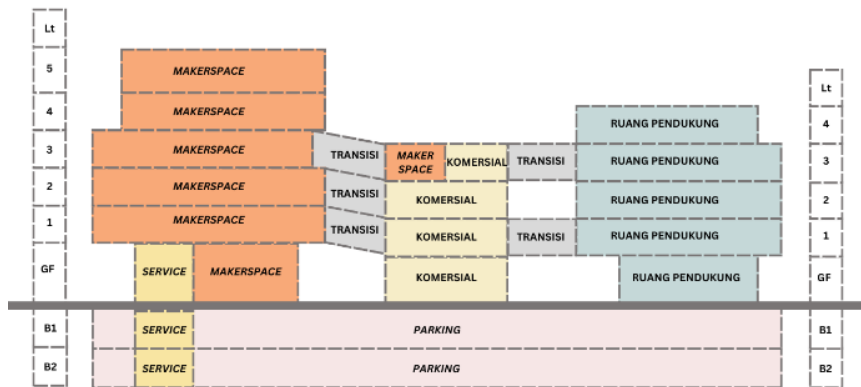 Lt
5 MAKERSPACE
Lt
4 MAKERSPACE RUANG PENDUKUNG 4
3 MAKERSPACE TRANSISI MAKER SPACE KOMERSIAL TRANSISI RUANG PENDUKUNG 3
2 MAKERSPACE TRANSISI KOMERSIAL RUANG PENDUKUNG 2
1 MAKERSPACE TRANSISI KOMERSIAL TRANSISI RUANG PENDUKUNG 1
GF SERVICE MAKERSPACE KOMERSIAL RUANG PENDUKUNG GF
B1 SERVICE PARKING B1
B2 SERVICE PARKING B2